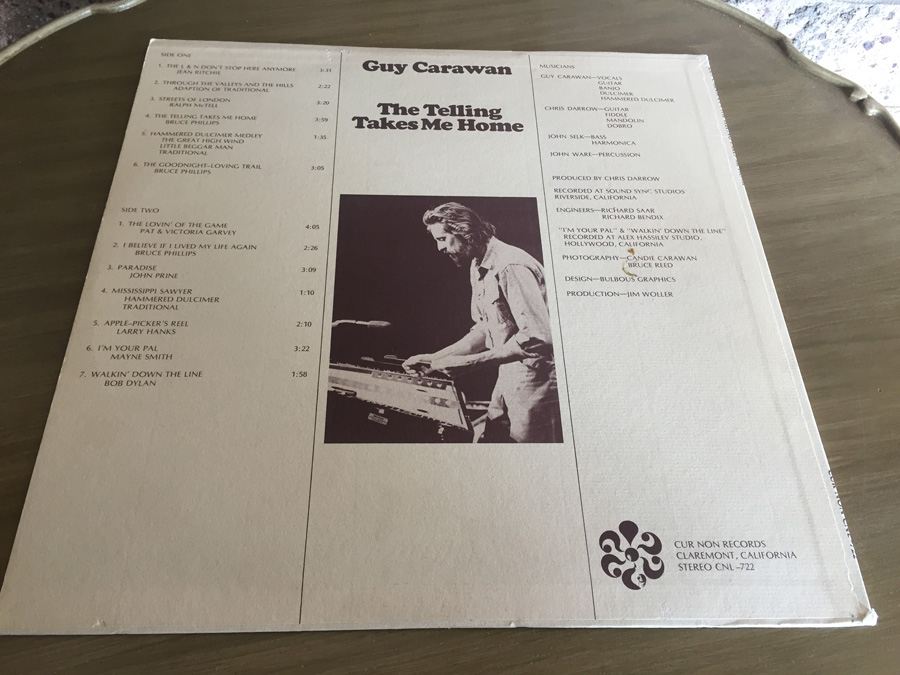 SIDE ONE
1. THE L & N DON'T STOP HERE ANYMORE 3:31
JEAN RITCHIE
2. THROUGH THE VALLEYS AND THE HILLS 2:22
ADAPTION OF TRADITIONAL
3. STREETS OF LONDON 3:20
RALPH McTELL
4. THE TELLING TAKES ME HOME 3:59
BRUCE PHILLIPS
5. HAMMERED DULCIMER MEDLEY 1:35
THE GREAT HIGH WIND
LITTLE BEGGAR MAN
TRADITIONAL
6. THE GOODNIGHT-LOVING TRAIL 3:05
BRUCE PHILLIPS
SIDE TWO
1. THE LOVIN' OF THE GAME 4:05
PAT & VICTORIA GARVEY
2. I BELIEVE IF I LIVED MY LIFE AGAIN 2:26
BRUCE PHILLIPS
3. PARADISE 3:09
JOHN PRINE
4. MISSISSIPPI SAWYER 1:10
HAMMERED DULCIMER
TRADITIONAL
5. APPLE-PICKER'S REEL 2:10
LARRY HANKS
6. I'M YOUR PAL 3:22
MAYNE SMITH
7. WALKIN' DOWN THE LINE 1:58
BOB DYLAN
Guy Carawan
The Telling
Takes Me Home
MUSICIANS
GUY CARAWAN—VOCALS
GUITAR
BANJO
DULCIMER
HAMMERED DULCIMER
CHRIS DARROW—GUITAR
FIDDLE
MANDOLIN
DOBRO
JOHN SELK—BASS
HARMONICA
JOHN WARE—PERCUSSION
PRODUCED BY CHRIS DARROW
RECORDED AT SOUND SYNC STUDIOS
RIVERSIDE, CALIFORNIA
ENGINEERS—RICHARD SAAR
RICHARD BENDIX
"I'M YOUR PAL" & "WALKIN' DOWN THE LINE"
RECORDED AT ALEX HASSILEV STUDIO,
HOLLYWOOD, CALIFORNIA
PHOTOGRAPHY—CANDIE CARAWAN
BRUCE REED
DESIGN—BULBOUS GRAPHICS
PRODUCTION—JIM WOLLER
CUR NON RECORDS
CLAREMONT, CALIFORNIA
STEREO CNL-722